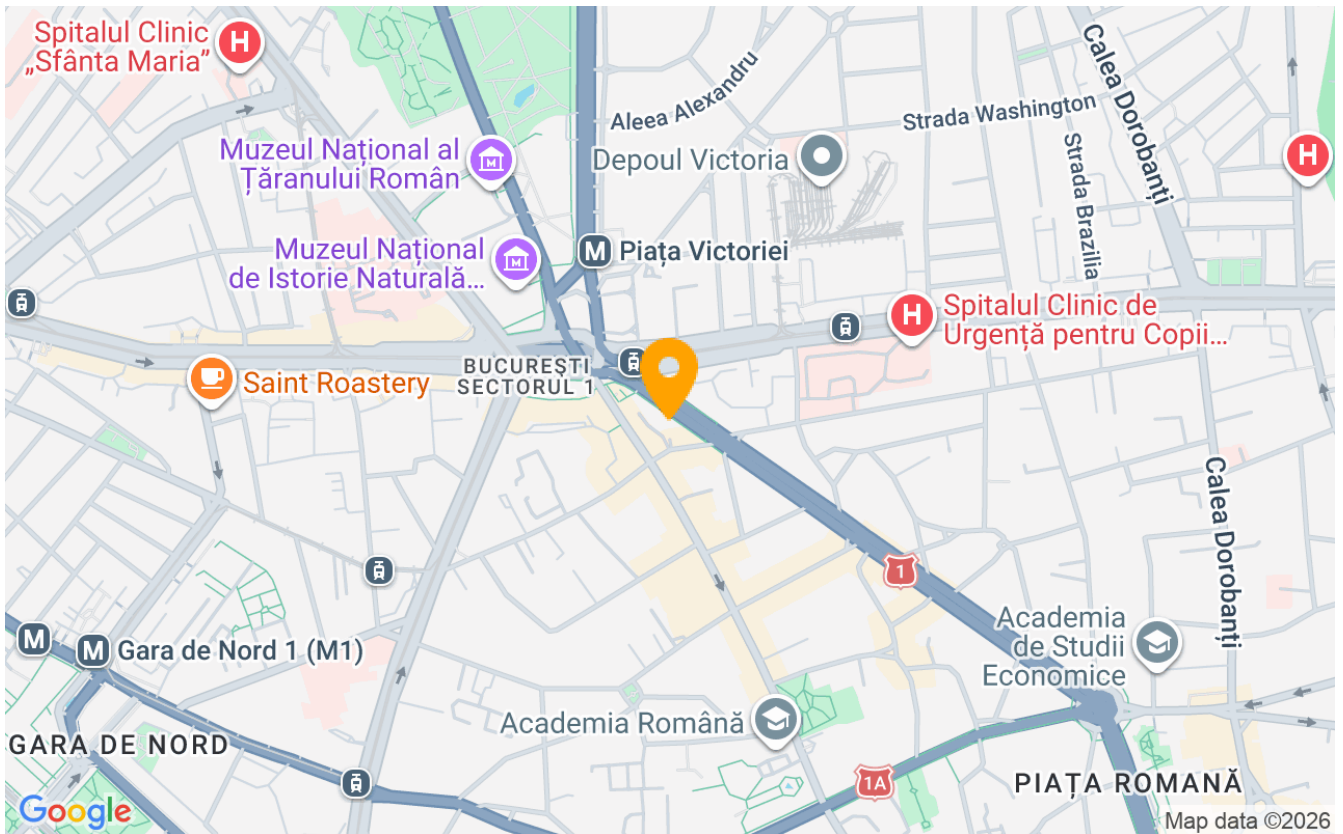 Spitalul Clinic
„Sfânta Maria”
H
Calea Dorobanți
Aleea Alexandru
Strada Washington
Muzeul Național al
Țăranului Român
Depoul Victoria
H
Strada Brazilia
Muzeul Național
de Istorie Naturală...
M
Piața Victoriei
H
Spitalul Clinic de
Urgență pentru Copii...
Saint Roastery
BUCUREȘTI
SECTORUL 1
Calea Dorobanți
1
M
M
Gara de Nord 1 (M1)
Academia
de Studii
Economice
Academia Română
GARA DE NORD
1A
PIAȚA ROMANĂ
Google
Map data ©2026